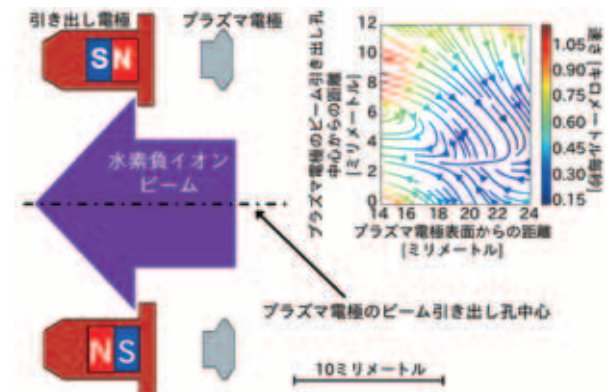 引き出し電極
プラズマ電極
S N
水素負イオン
ビーム
N S
プラズマ電極のビーム引き出し孔
中心からの距離
[ミリメートル]
12
10
8
6
4
2
0
14 16 18 20 22 24
プラズマ電極表面からの距離
[ミリメートル]
1.05
0.90
0.75
0.60
0.45
0.30
0.15
速さ[キロメートル毎秒]
プラズマ電極のビーム引き出し孔中心
10ミリメートル